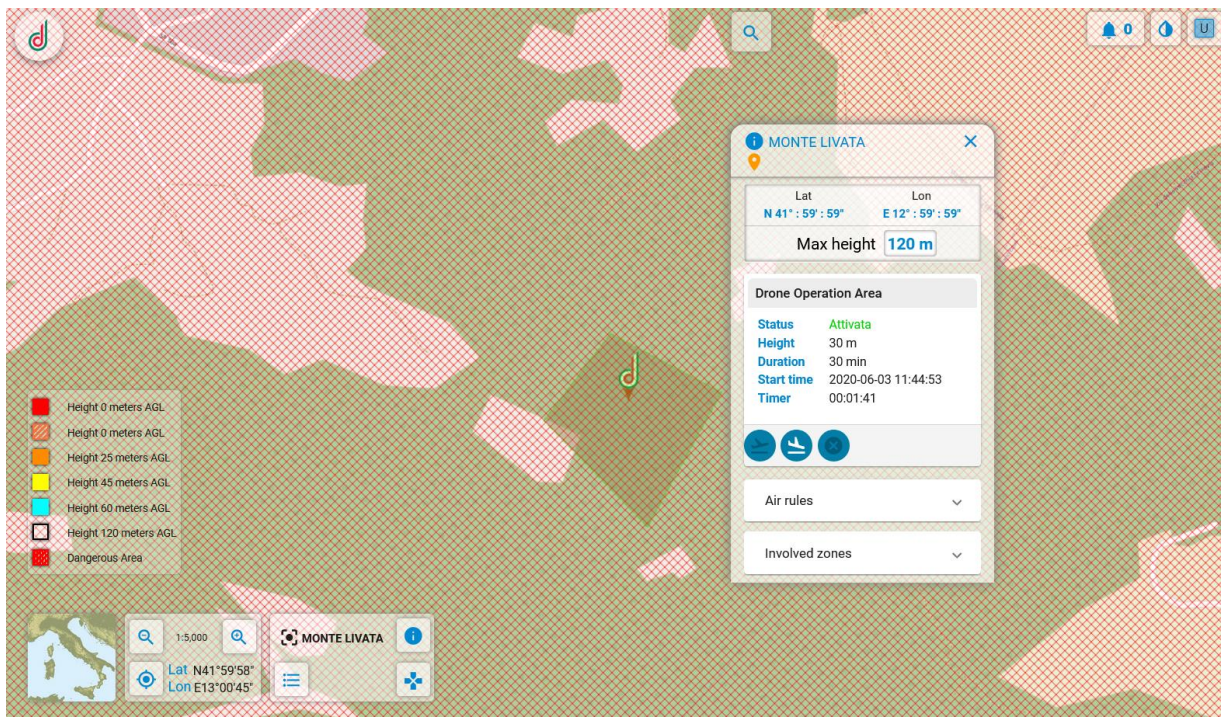 0
U
MONTE LIVATA
Lat Lon
N 41° : 59' : 59" E 12° : 59' : 59"
Max height 120 m
Drone Operation Area
Status Attivata
Height 30 m
Duration 30 min
Start time 2020-06-03 11:44:53
Timer 00:01:41
Air rules
Involved zones
Height 0 meters AGL
Height 0 meters AGL
Height 25 meters AGL
Height 45 meters AGL
Height 60 meters AGL
Height 120 meters AGL
Dangerous Area
1:5,000
Lat N41°59'58"
Lon E13°00'45"
MONTE LIVATA